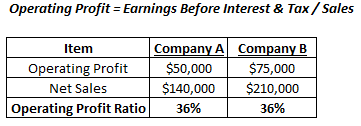 Operating Profit = Earnings Before Interest & Tax / Sales
Item Company A Company B
Operating Profit $50,000 $75,000
Net Sales $140,000 $210,000
Operating Profit Ratio 36% 36%